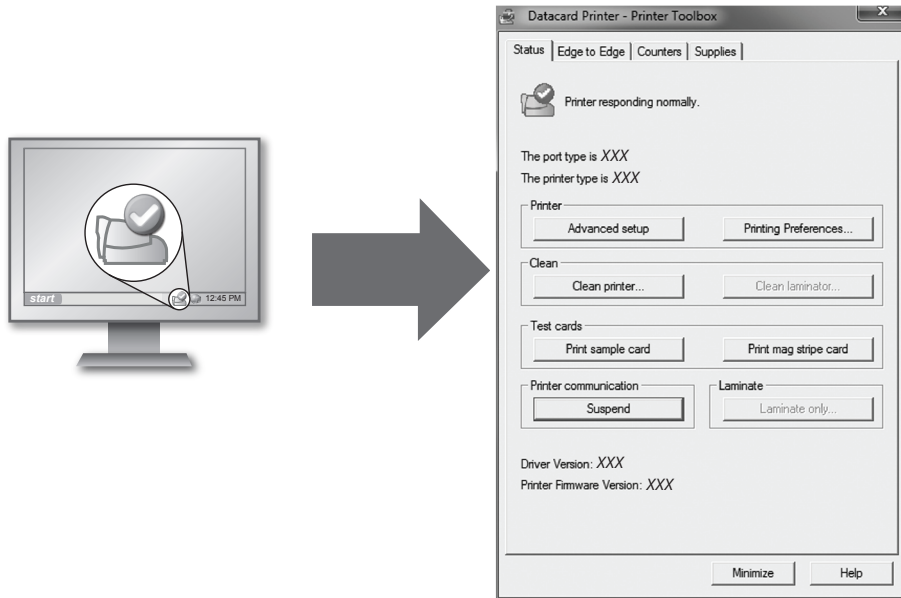 start
12:45 PM
Datacard Printer - Printer Toolbox
X
Status Edge to Edge Counters Supplies
Printer responding normally.
The port type is XXX
The printer type is XXX
Printer
Advanced setup Printing Preferences...
Clean
Clean printer... Clean laminator...
Test cards
Print sample card Print mag stripe card
Printer communication Laminate
Suspend Laminate only...
Driver Version: XXX
Printer Firmware Version: XXX
Minimize Help